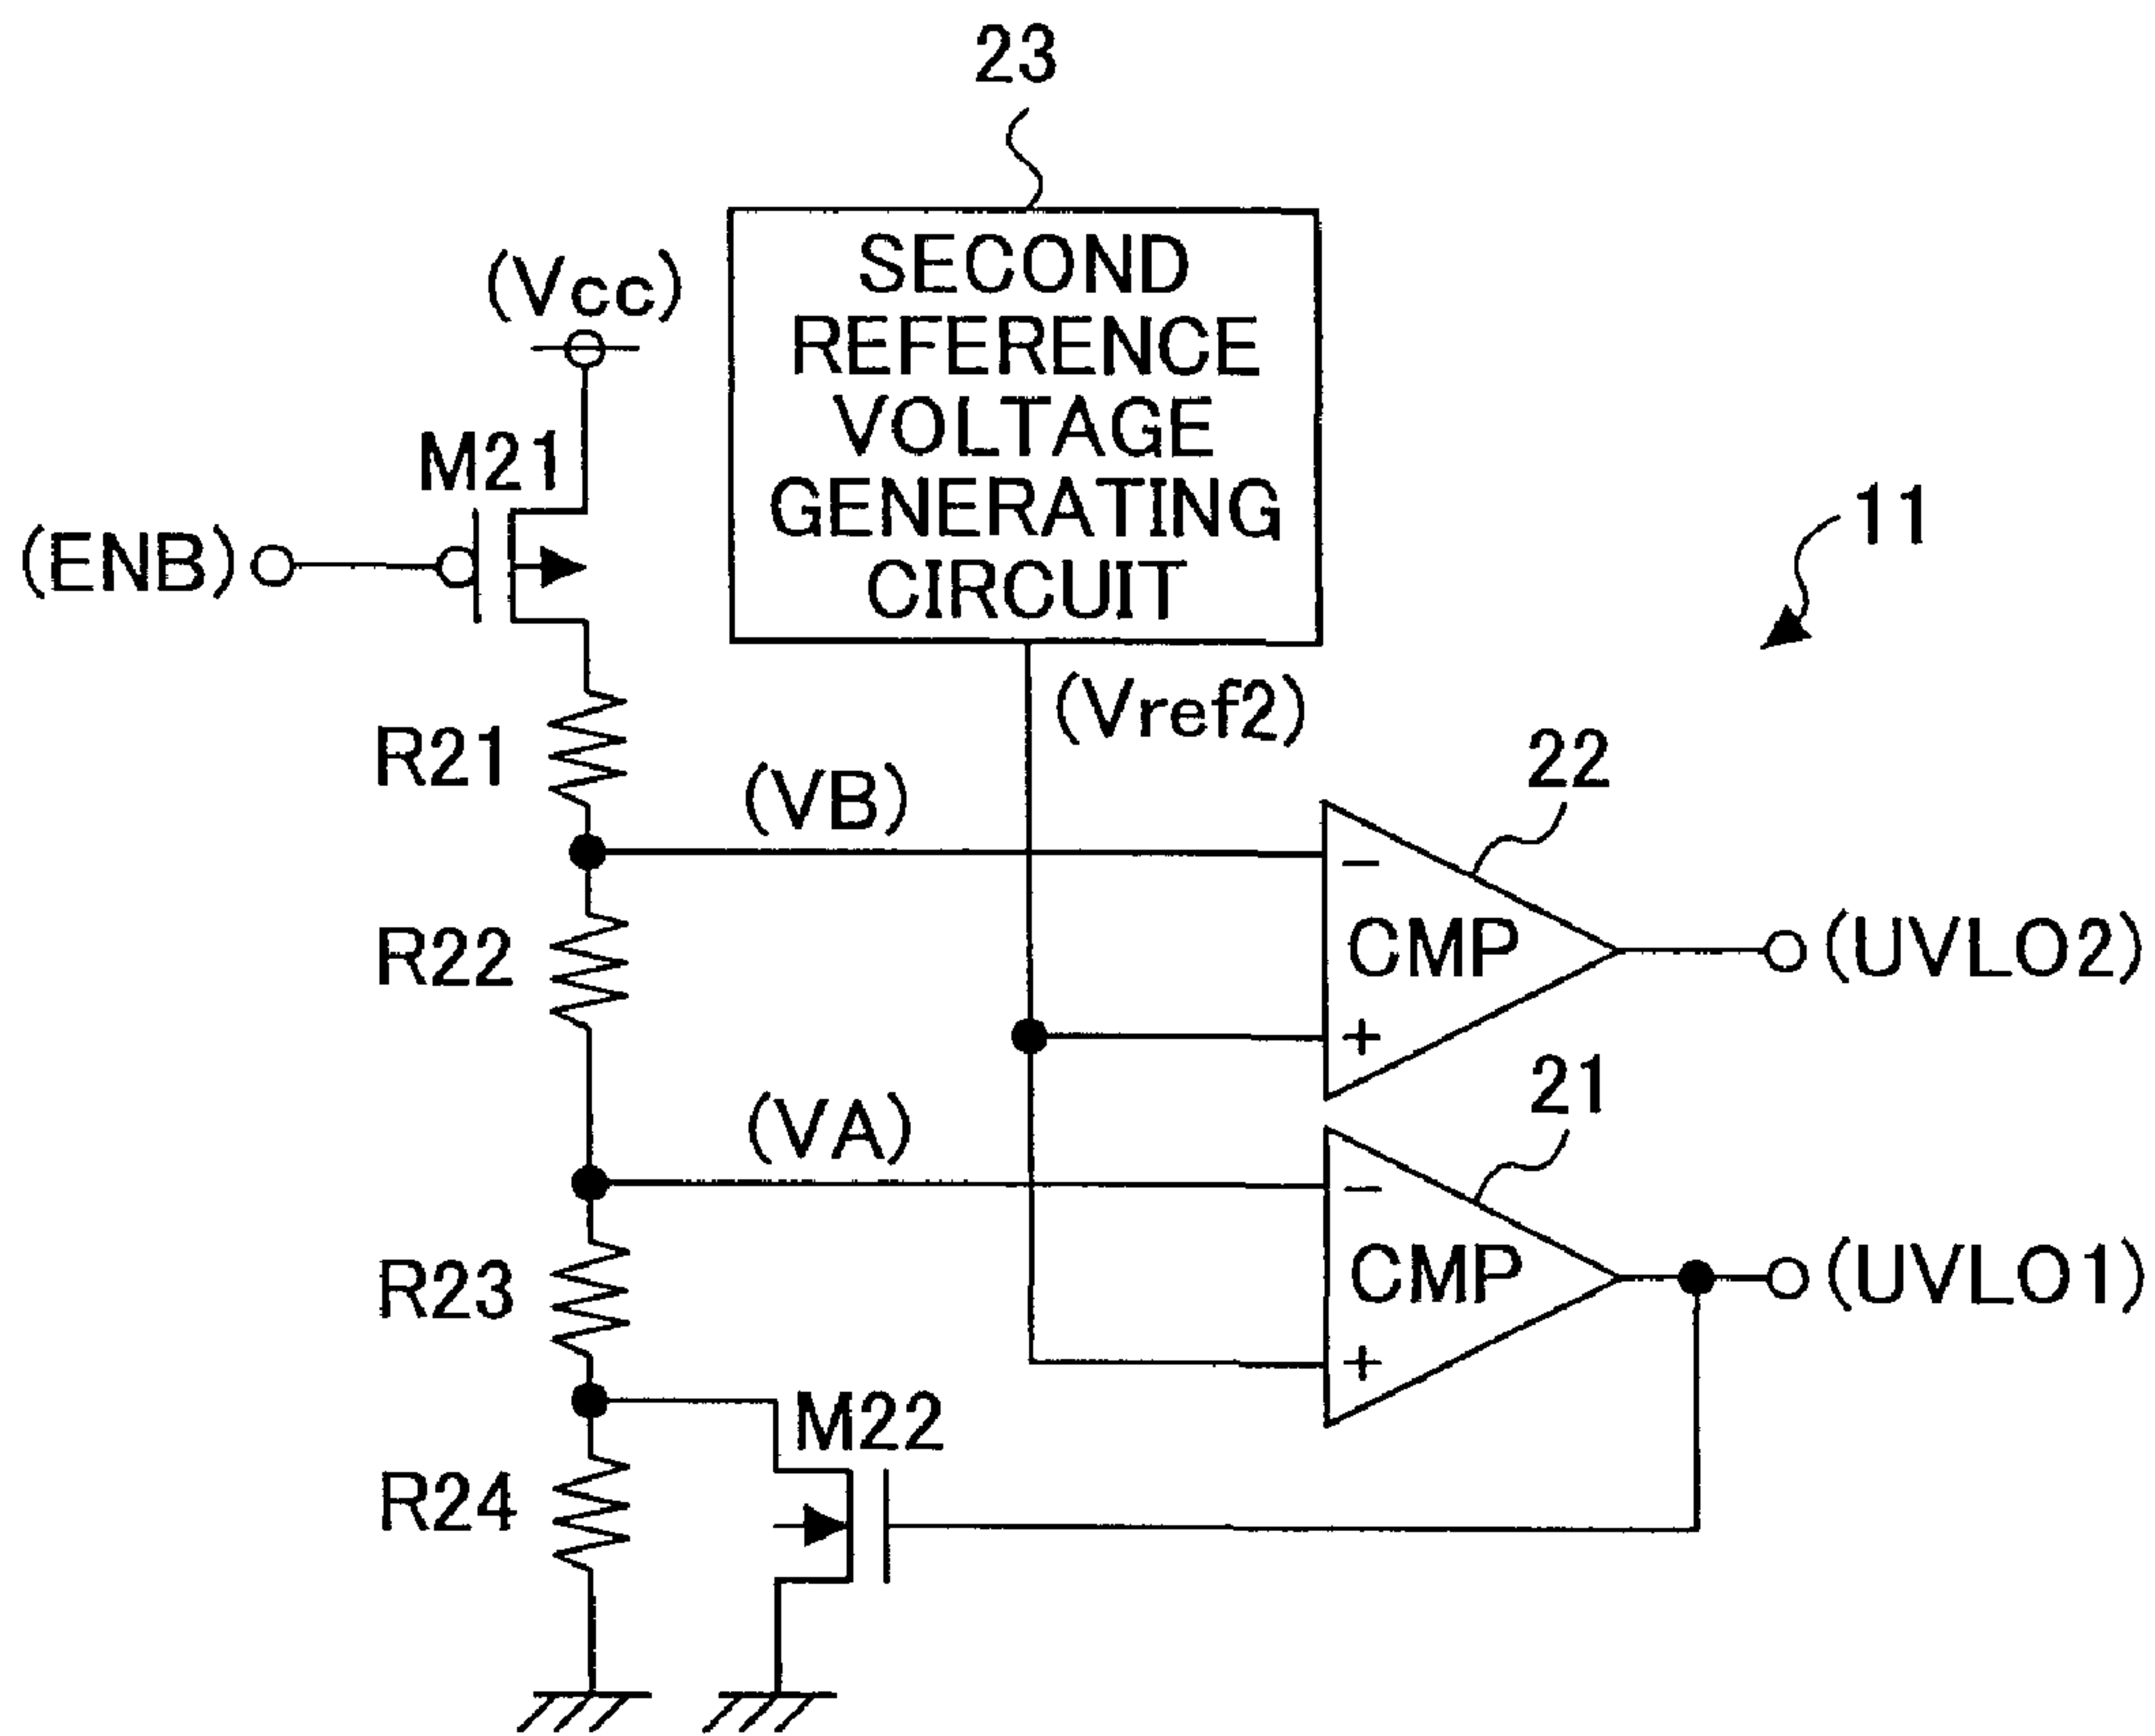 23
SECOND
REFERENCE
VOLTAGE
GENERATING
CIRCUIT
(Vcc)
M21
(ENB)
11
(Vref2)
R21
(VB)
22
R22
-
CMP
+
(UVLO2)
(VA)
21
R23
-
CMP
+
(UVLO1)
M22
R24